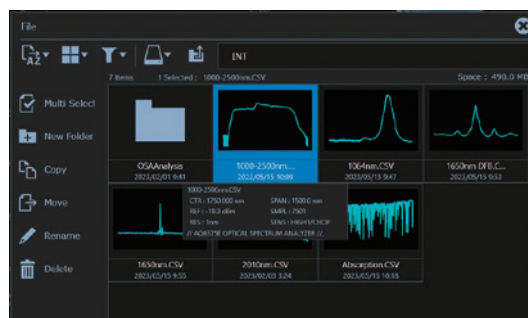 File
INT
7 Items 1 Selected : 1000-2500nm.CSV Space : 490.0 MB
Multi Select
New Folder
Copy
Move
Rename
Delete
OSAAnalysis
2023/02/01 9:41
1000-2500nm....
2023/05/15 10:09
1064nm.CSV
2023/05/15 9:47
1650nm DFB.C...
2023/05/15 9:53
1000-2500nm.CSV
CTR : 1750.000 nm SPAN : 1500.0 nm
REF : -10.0 dBm SMPL : 7501
RES : 1nm SENS : HIGH1/CHOP
// AQ6375E OPTICAL SPECTRUM ANALYZER //
1650nm.CSV
2023/05/15 9:55
2010nm.CSV
2023/02/03 3:24
Absorption.CSV
2023/05/15 10:18